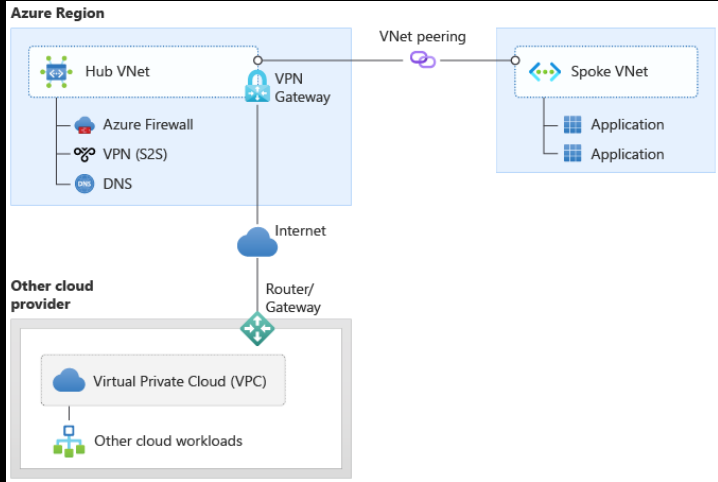 Azure Region
VNet peering
Hub VNet
VPN
Gateway
Spoke VNet
Azure Firewall
VPN (S2S)
DNS
DNS
Application
Application
Internet
Other cloud
provider
Router/
Gateway
Virtual Private Cloud (VPC)
Other cloud workloads